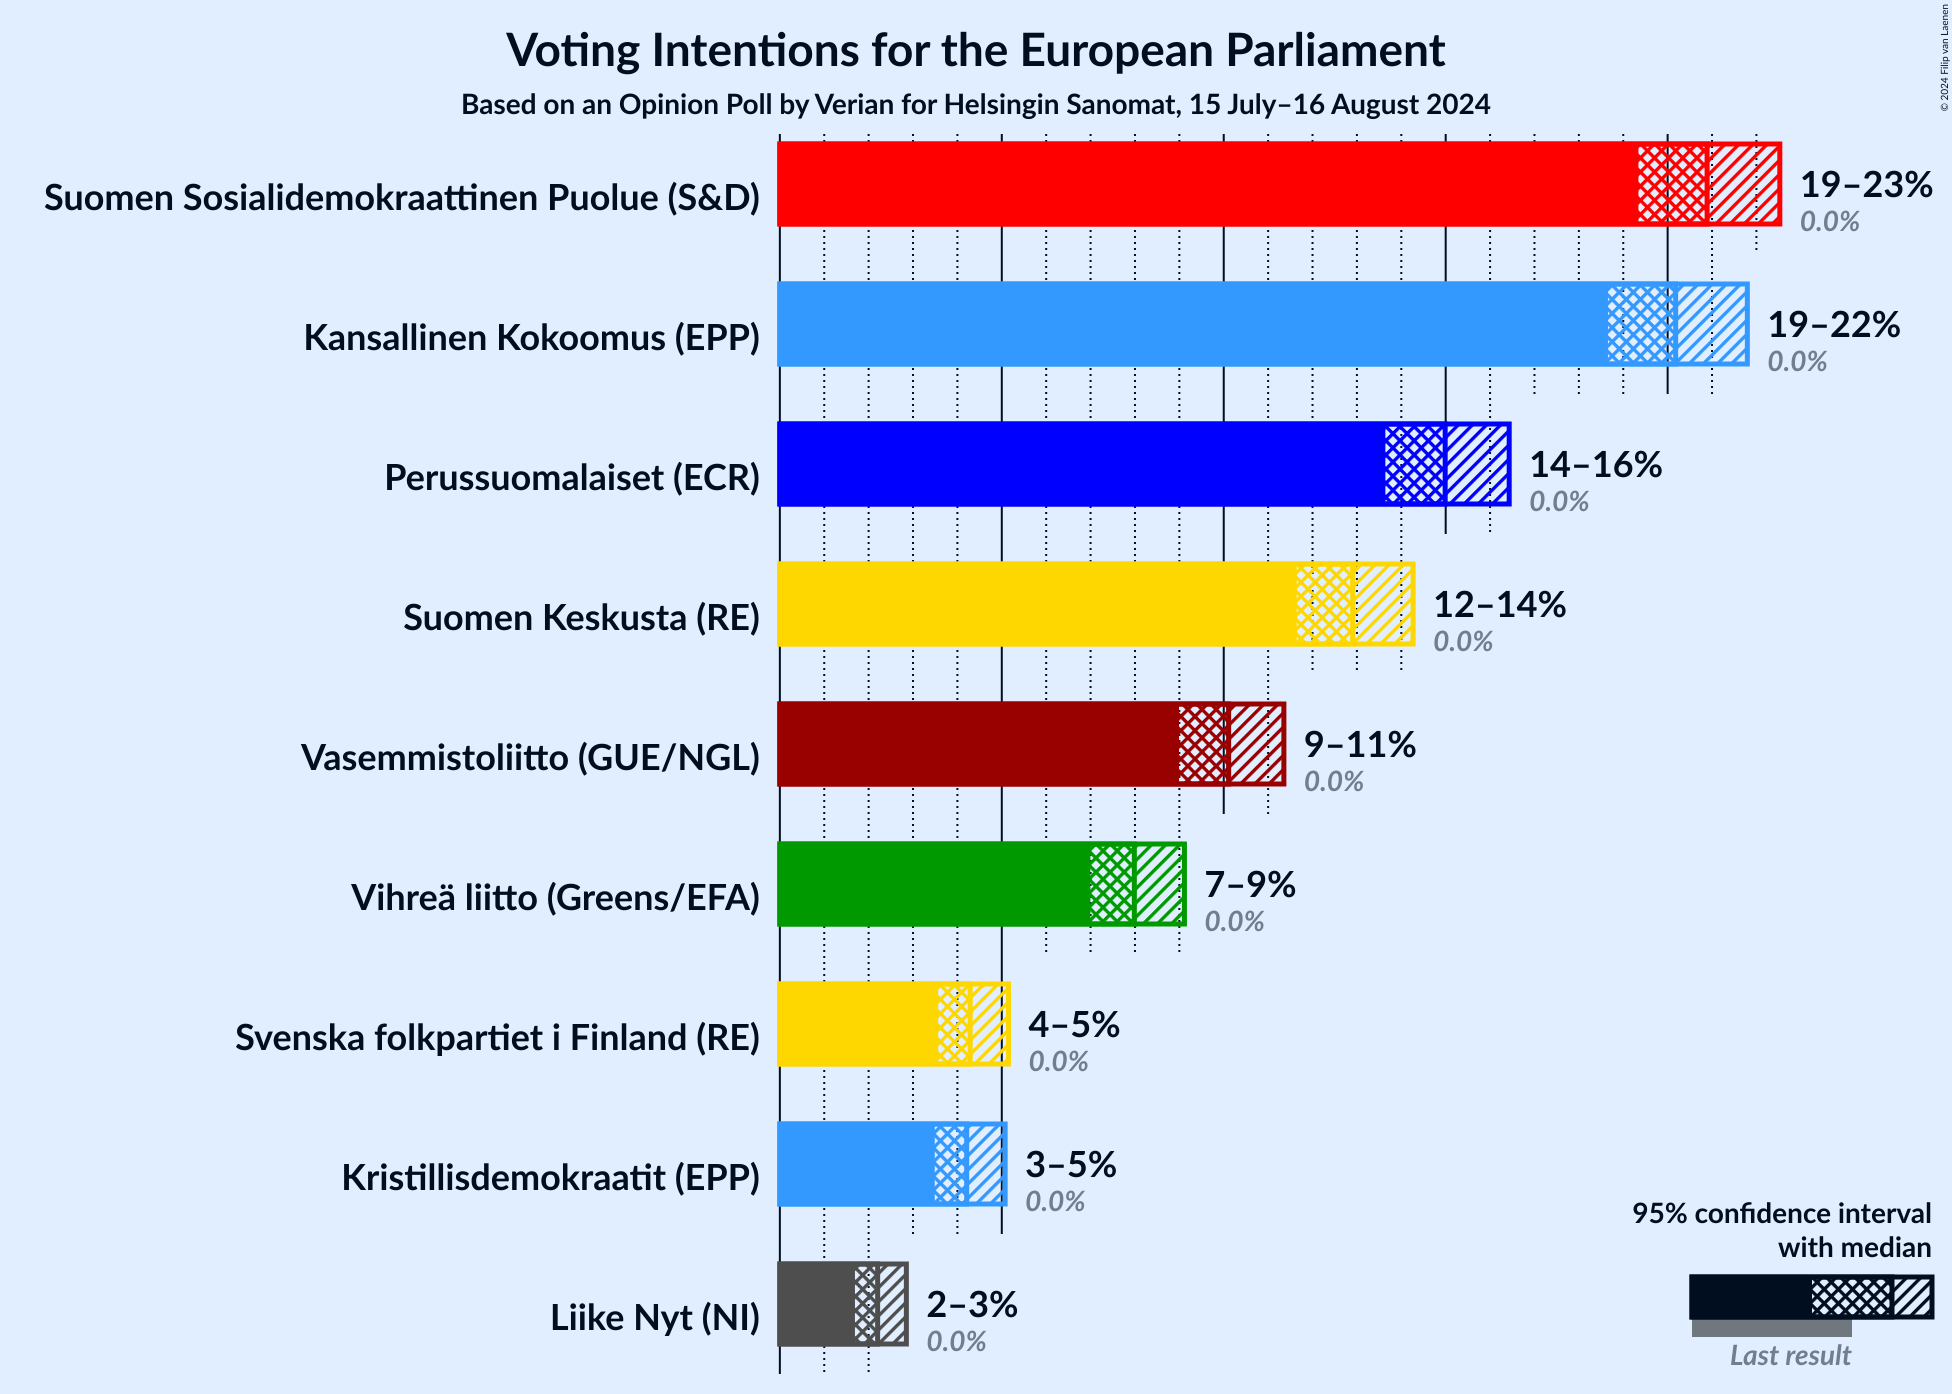 Voting Intentions for the European Parliament
Based on an Opinion Poll by Verian for Helsingin Sanomat, 15 July–16 August 2024
© 2024 Filip van Laenen
Suomen Sosialidemokraattinen Puolue (S&D)
19–23%
0.0%
Kansallinen Kokoomus (EPP)
19–22%
0.0%
Perussuomalaiset (ECR)
14–16%
0.0%
Suomen Keskusta (RE)
12–14%
0.0%
Vasemmistoliitto (GUE/NGL)
9–11%
0.0%
Vihreä liitto (Greens/EFA)
7–9%
0.0%
Svenska folkpartiet i Finland (RE)
4–5%
0.0%
Kristillisdemokraatit (EPP)
3–5%
0.0%
Liike Nyt (NI)
2–3%
0.0%
95% confidence interval
with median
Last result